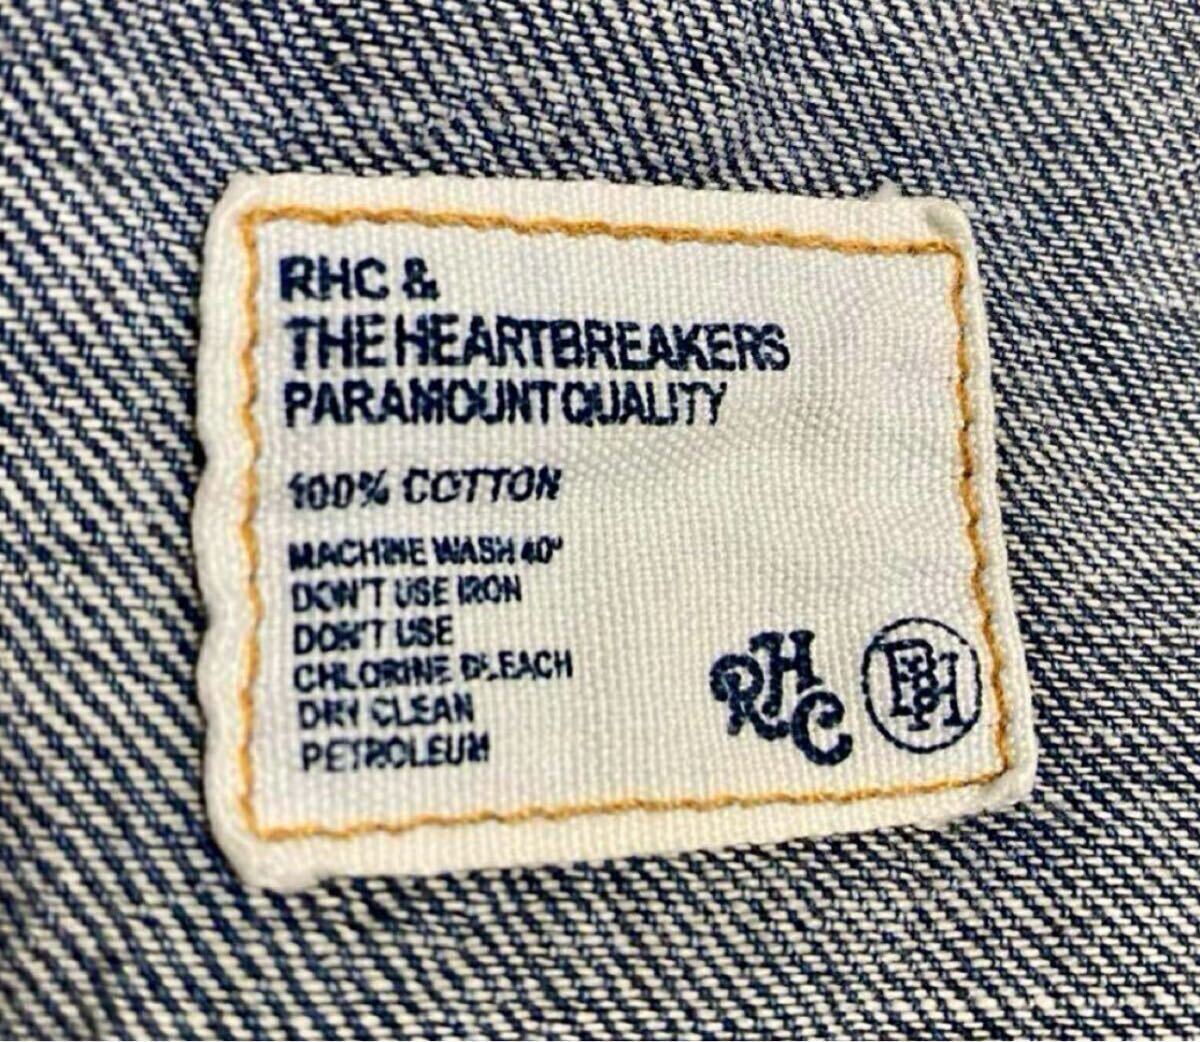 RHC &
THE HEARTBREAKERS
PARAMOUNT QUALITY
100% COTTON
MACHINE WASH 40°
DON'T USE IRON
DON'T USE
CHLORINE BLEACH
DRY CLEAN
PETROLEUM
RHC